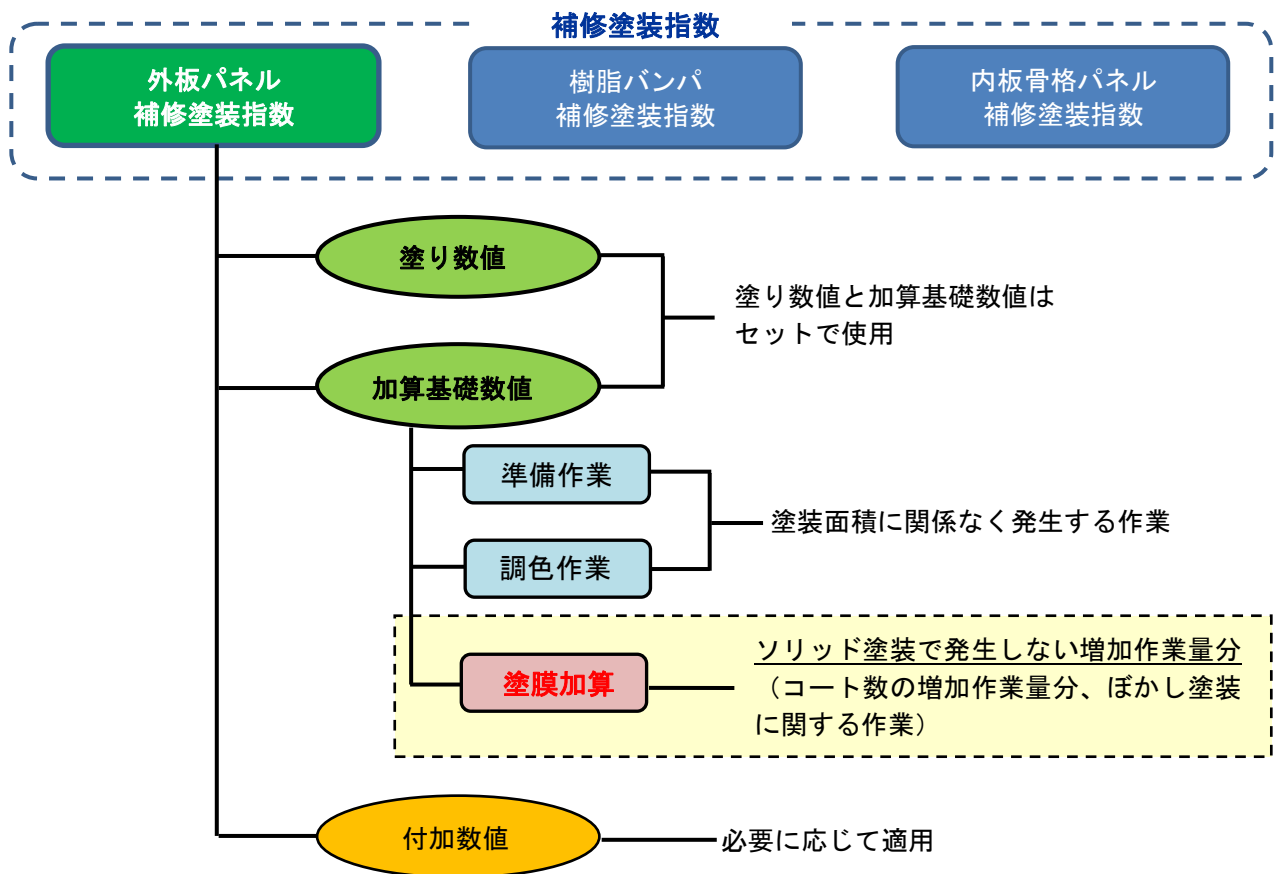 補修塗装指数
外板パネル
補修塗装指数
樹脂バンパ
補修塗装指数
内板骨格パネル
補修塗装指数
塗り数値
塗り数値と加算基礎数値は
セットで使用
加算基礎数値
準備作業
塗装面積に関係なく発生する作業
調色作業
塗膜加算
ソリッド塗装で発生しない増加作業量分
（コート数の増加作業量分、ぼかし塗装
に関する作業）
付加数値
必要に応じて適用